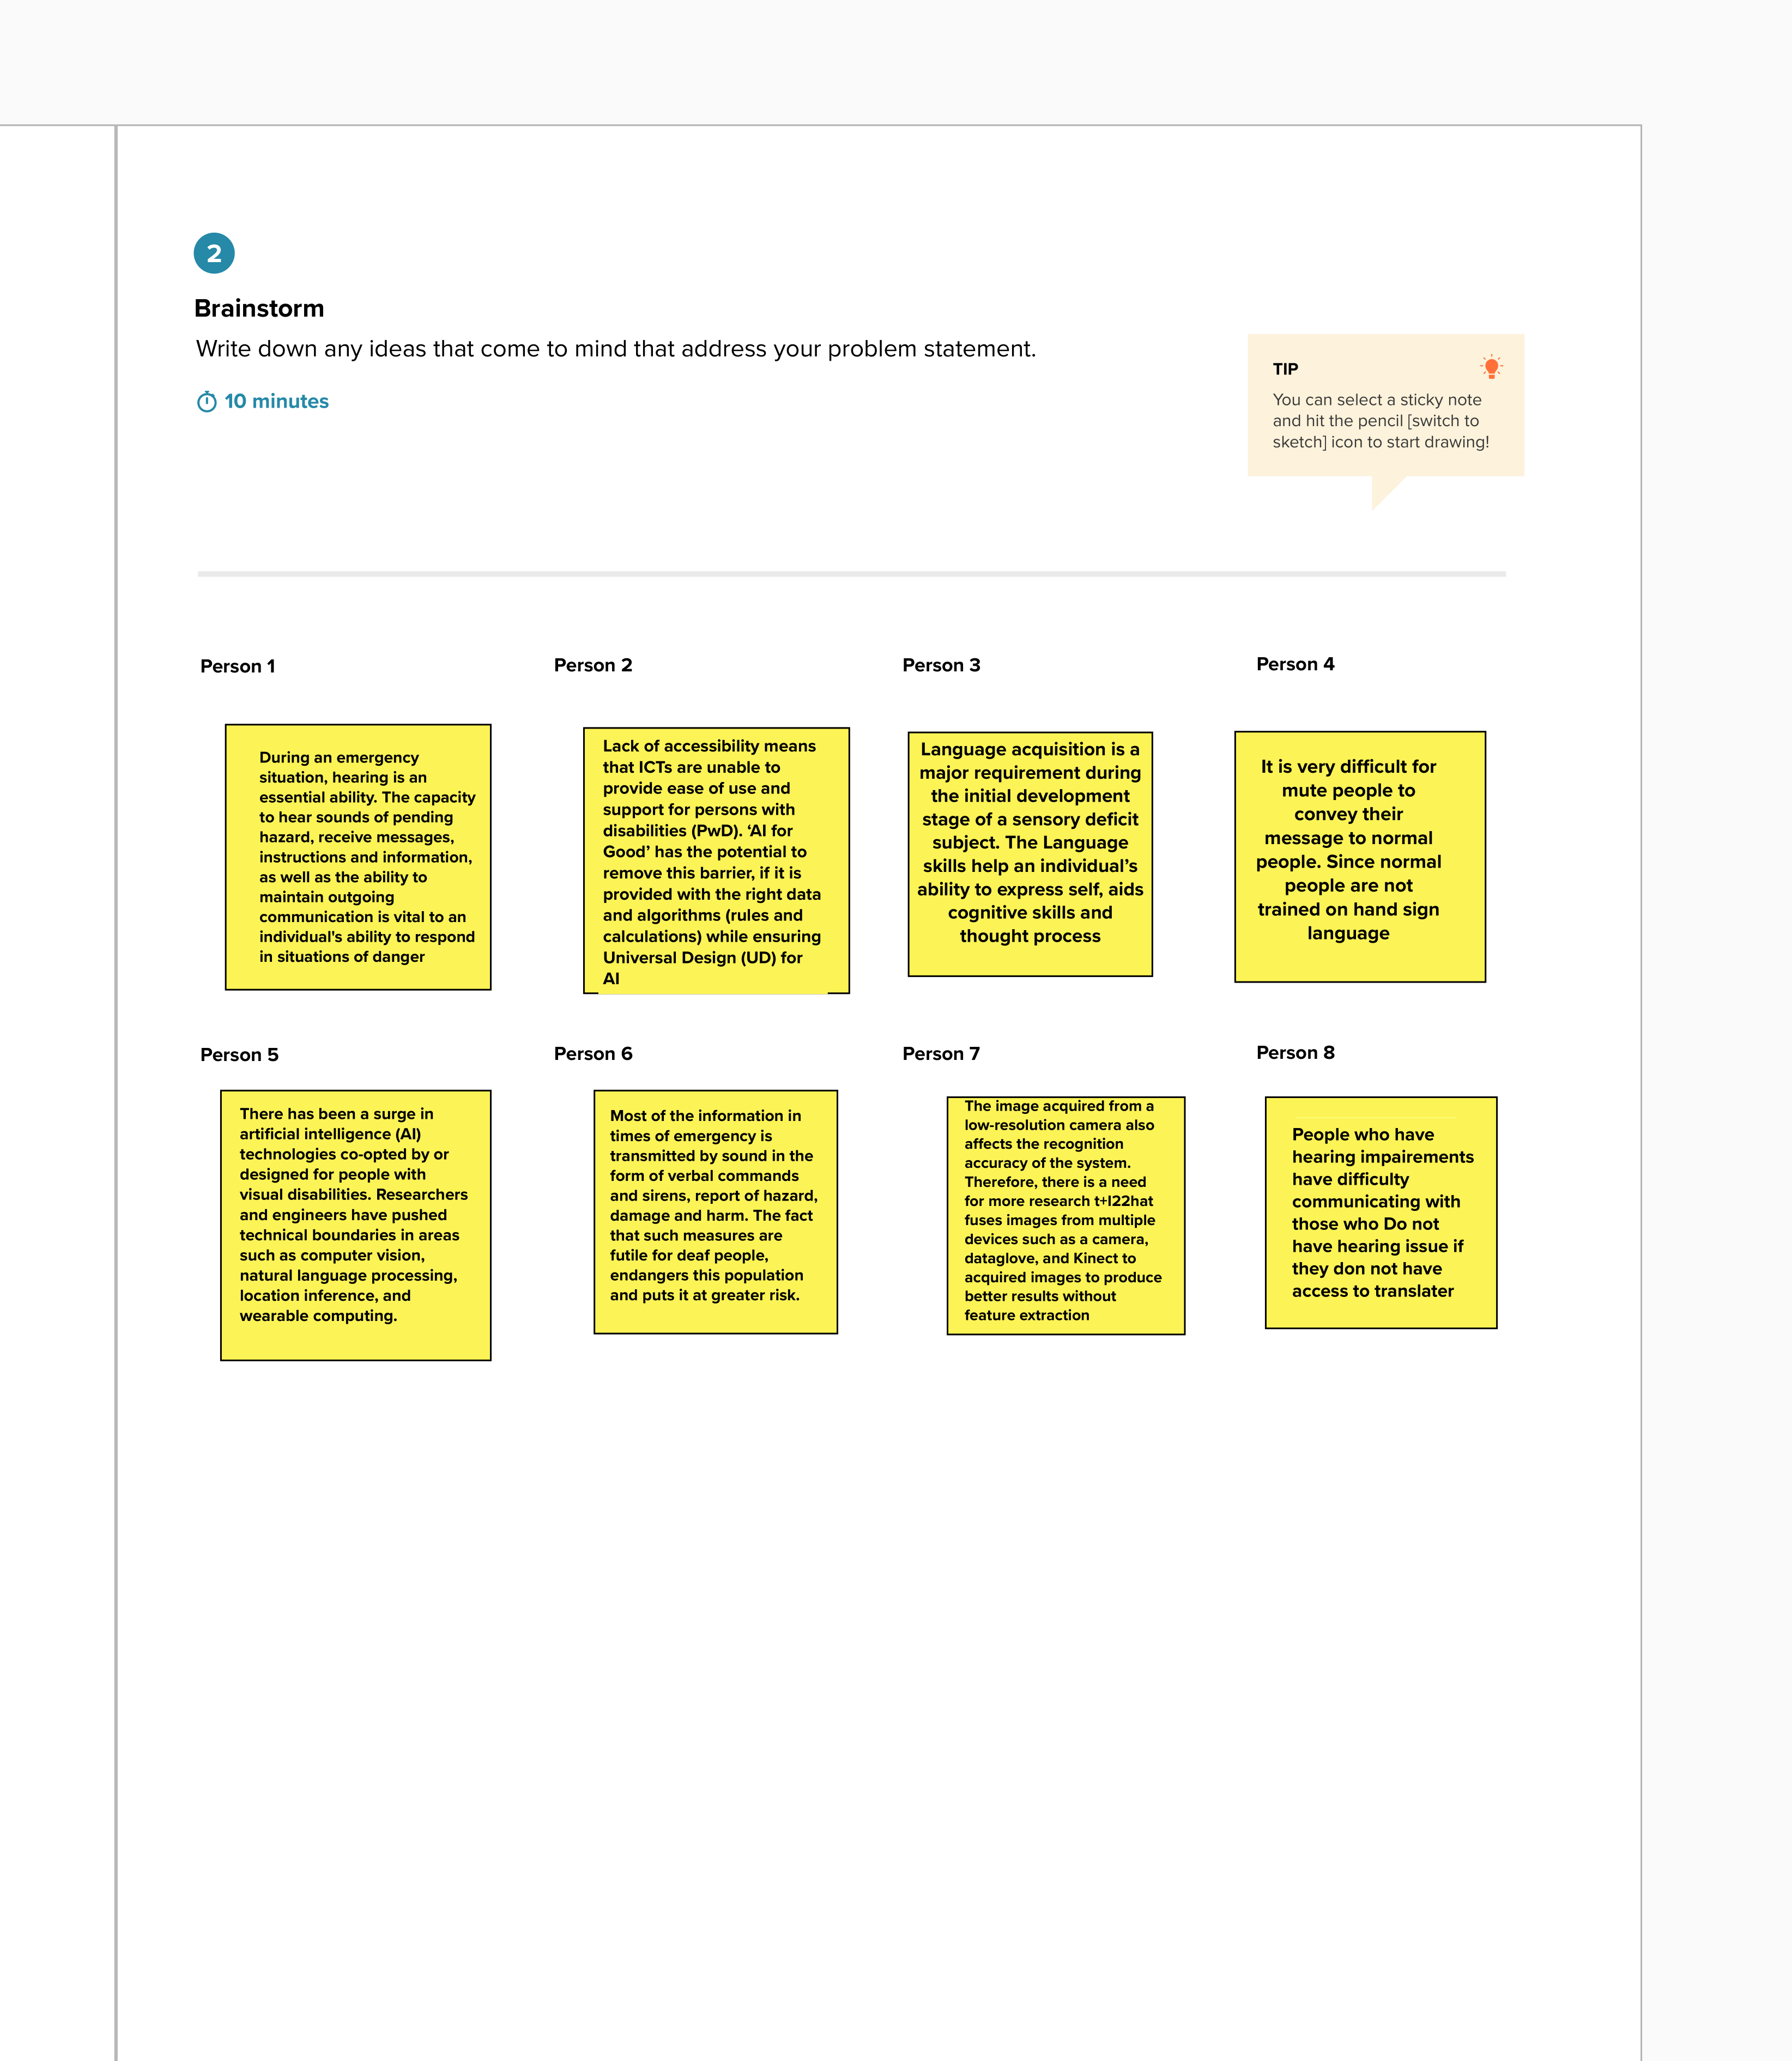 2
Brainstorm
Write down any ideas that come to mind that address your problem statement.
10 minutes
TIP
You can select a sticky note
and hit the pencil [switch to
sketch] icon to start drawing!
Person 1
During an emergency
situation, hearing is an
essential ability. The capacity
to hear sounds of pending
hazard, receive messages,
instructions and information,
as well as the ability to
maintain outgoing
communication is vital to an
individual's ability to respond
in situations of danger
Person 2
Lack of accessibility means
that ICTs are unable to
provide ease of use and
support for persons with
disabilities (PwD). ‘AI for
Good’ has the potential to
remove this barrier, if it is
provided with the right data
and algorithms (rules and
calculations) while ensuring
Universal Design (UD) for
AI
Person 3
Language acquisition is a
major requirement during
the initial development
stage of a sensory deficit
subject. The Language
skills help an individual’s
ability to express self, aids
cognitive skills and
thought process
Person 4
It is very difficult for
mute people to
convey their
message to normal
people. Since normal
people are not
trained on hand sign
language
Person 5
There has been a surge in
artificial intelligence (AI)
technologies co-opted by or
designed for people with
visual disabilities. Researchers
and engineers have pushed
technical boundaries in areas
such as computer vision,
natural language processing,
location inference, and
wearable computing.
Person 6
Most of the information in
times of emergency is
transmitted by sound in the
form of verbal commands
and sirens, report of hazard,
damage and harm. The fact
that such measures are
futile for deaf people,
endangers this population
and puts it at greater risk.
Person 7
The image acquired from a
low-resolution camera also
affects the recognition
accuracy of the system.
Therefore, there is a need
for more research t+I22hat
fuses images from multiple
devices such as a camera,
dataglove, and Kinect to
acquired images to produce
better results without
feature extraction
Person 8
People who have
hearing impairements
have difficulty
communicating with
those who Do not
have hearing issue if
they don not have
access to translater